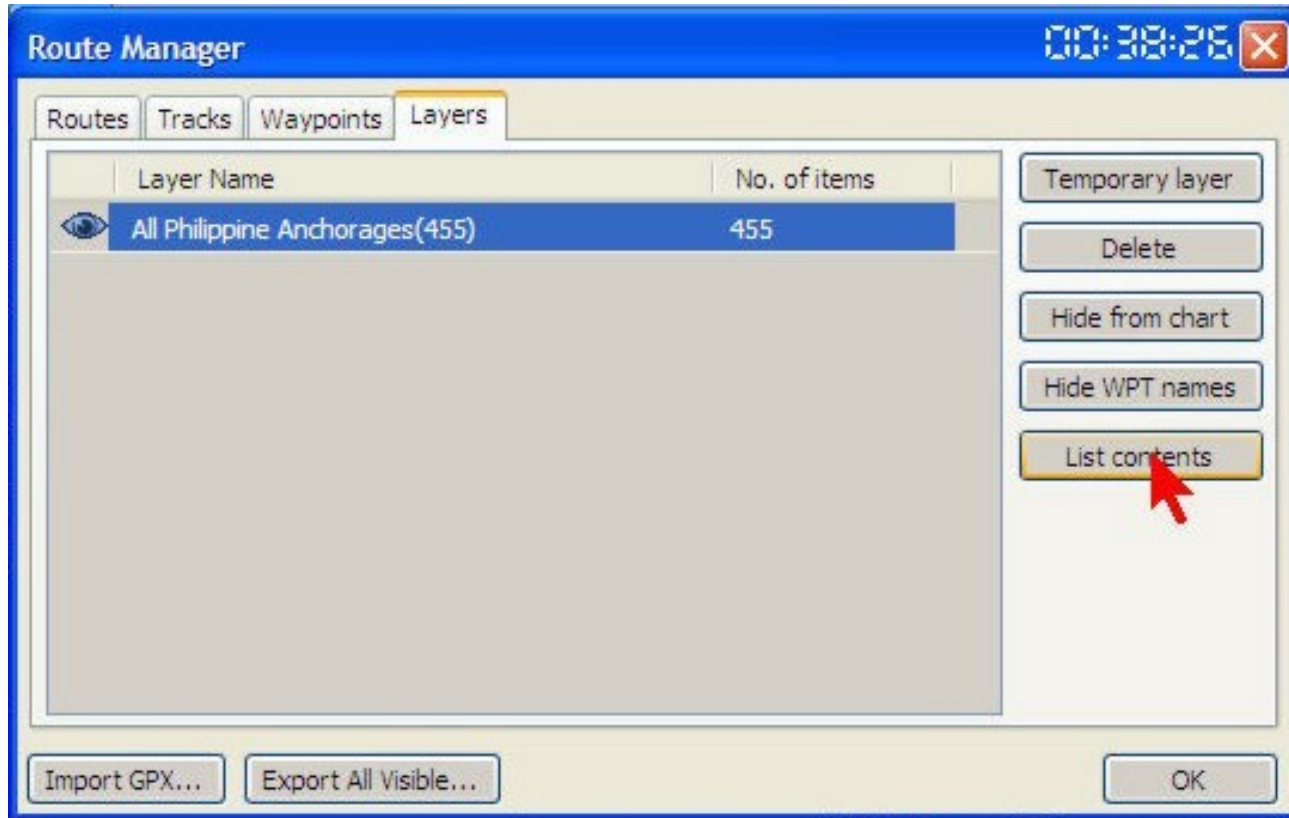 Route Manager 00:38:26
Routes Tracks Waypoints Layers
Layer Name No. of items
All Philippine Anchorages(455) 455
Temporary layer
Delete
Hide from chart
Hide WPT names
List contents
Import GPX... Export All Visible... OK